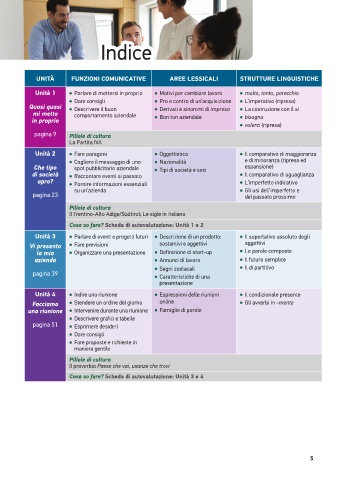 Indice
UNITÀ
FUNZIONI COMUNICATIVE
AREE LESSICALI
STRUTTURE LINGUISTICHE
Unità 1
Quasi quasi
mi metto
in proprio
pagina 9
• Parlare di mettersi in proprio
• Dare consigli
• Descrivere il buon
comportamento aziendale
• Motivi per cambiare lavoro
• Pro e contro di un'acquisizione
• Derivati e sinonimi di impresa
• Bon ton aziendale
• molto, tanto, parecchio
• L'imperativo (ripresa)
• La costruzione con il si
• bisogna
• volerci (ripresa)
Pillole di cultura
La Partita IVA
Unità 2
Che tipo
di società
apro?
pagina 23
• Fare paragoni
• Cogliere il messaggio di uno
spot pubblicitario aziendale
• Raccontare eventi al passato
• Fornire informazioni essenziali
su un'azienda
• Oggettistica
• Nazionalità
• Tipi di società e soci
• Il comparativo di maggioranza
e di minoranza (ripresa ed
espansione)
• Il comparativo di uguaglianza
• L'imperfetto indicativo
• Gli usi dell'imperfetto e
del passato prossimo
Pillole di cultura
Il Trentino-Alto Adige/Südtirol; Le sigle in italiano
Cosa so fare? Scheda di autovalutazione: Unità 1 e 2
Unità 3
Vi presento
la mia
azienda
pagina 39
• Parlare di eventi e progetti futuri
• Fare previsioni
• Organizzare una presentazione
• Descrizione di un prodotto:
sostantivi e aggettivi
• Definizione di start-up
• Annunci di lavoro
• Segni zodiacali
• Caratteristiche di una
presentazione
• Il superlativo assoluto degli
aggettivi
• Le parole composte
• Il futuro semplice
• Il di partitivo
Unità 4
Facciamo
una riunione
pagina 51
• Indire una riunione
• Stendere un ordine del giorno
• Intervenire durante una riunione
• Descrivere grafici e tabelle
• Esprimere desideri
• Dare consigli
• Fare proposte e richieste in
maniera gentile
• Espressioni delle riunioni
online
• Famiglie di parole
• Il condizionale presente
• Gli avverbi in -mente
Pillole di cultura
Il proverbio Paese che vai, usanze che trovi
Cosa so fare? Scheda di autovalutazione: Unità 3 e 4
5